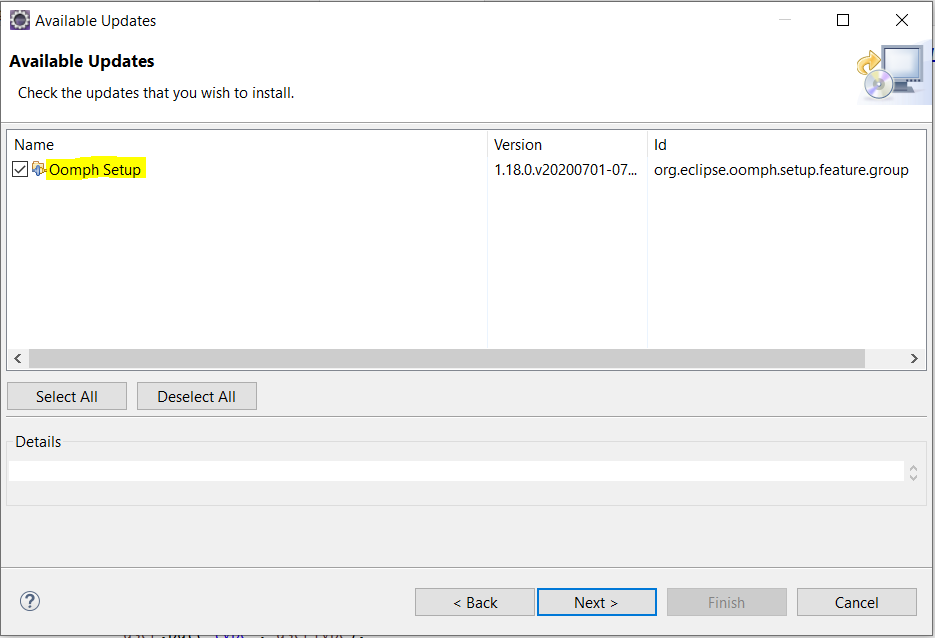 Available Updates
Available Updates
Check the updates that you wish to install.
Name Version Id
Oomph Setup 1.18.0.v20200701-07... org.eclipse.oomph.setup.feature.group
Select All Deselect All
Details
? < Back Next > Finish Cancel